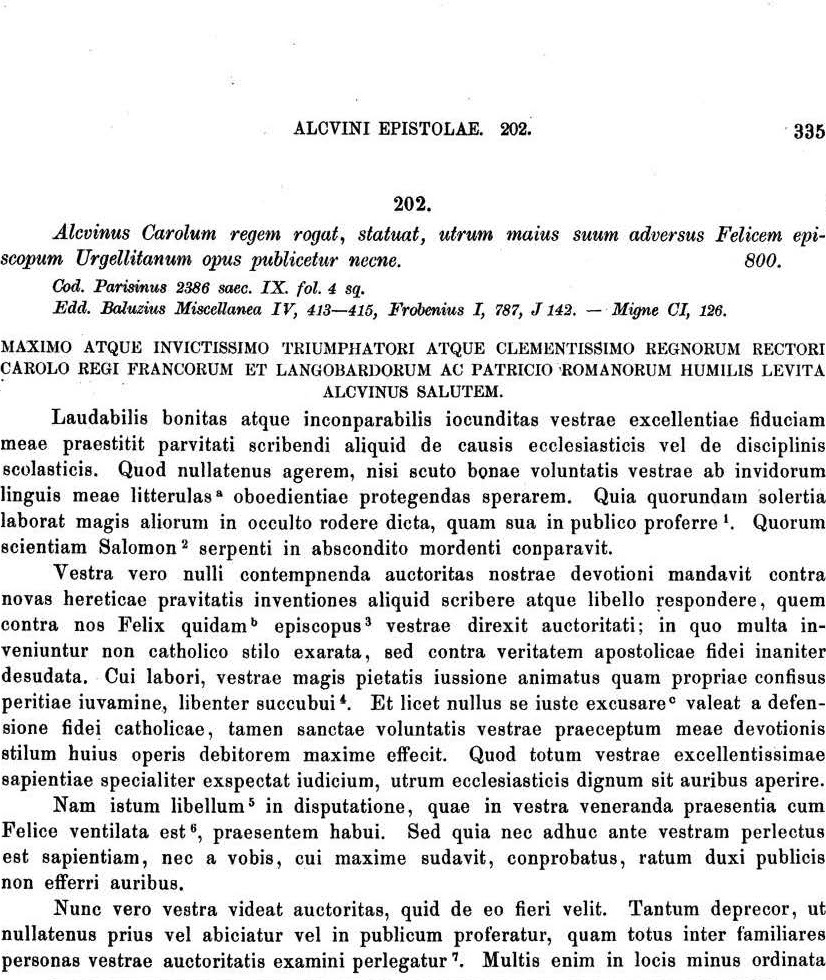 ALCVINI EPISTOLAE. 202. 335
202.
Alcvinus Carolum regem rogat, statuat, utrum maius suum adversus Felicem epi-
scopum Urgellitanum opus publicetur necne. 800.
Cod. Parisinus 2386 saec. IX. fol. 4 sq.
Edd. Baluzius Miscellanea IV, 413—415, Frobenius I, 787, J 142. — Migne CI, 126.
MAXIMO ATQUE INVICTISSIMO TRIUMPHATORI ATQUE CLEMENTISSIMO REGNORUM RECTORI
CAROLO REGI FRANCORUM ET LANGOBARDORUM AC PATRICIO ROMANORUM HUMILIS LEVITA
ALCVINUS SALUTEM.
Laudabilis bonitas atque inconparabilis iocunditas vestrae excellentiae fiduciam
meae praestitit parvitati scribendi aliquid de causis ecclesiasticis vel de disciplinis
scolasticis. Quod nullatenus agerem, nisi scuto bonae voluntatis vestrae ab invidorum
linguis meae litterulas ᵃ oboedientiae protegendas sperarem. Quia quorundam solertia
laborat magis aliorum in occulto rodere dicta, quam sua in publico proferre ¹. Quorum
scientiam Salomon ² serpenti in abscondito mordenti conparavit.
Vestra vero nulli contempnenda auctoritas nostrae devotioni mandavit contra
novas hereticae pravitatis inventiones aliquid scribere atque libello respondere, quem
contra nos Felix quidam ᵇ episcopus ³ vestrae direxit auctoritati; in quo multa in-
veniuntur non catholico stilo exarata, sed contra veritatem apostolicae fidei inaniter
desudata. Cui labori, vestrae magis pietatis iussione animatus quam propriae confisus
peritiae iuvamine, libenter succubui ⁴. Et licet nullus se iuste excusare ᶜ valeat a defen-
sione fidei catholicae, tamen sanctae voluntatis vestrae praeceptum meae devotionis
stilum huius operis debitorem maxime effecit. Quod totum vestrae excellentissimae
sapientiae specialiter exspectat iudicium, utrum ecclesiasticis dignum sit auribus aperire.
Nam istum libellum ⁵ in disputatione, quae in vestra veneranda praesentia cum
Felice ventilata est ⁶, praesentem habui. Sed quia nec adhuc ante vestram perlectus
est sapientiam, nec a vobis, cui maxime sudavit, conprobatus, ratum duxi publicis
non efferri auribus.
Nunc vero vestra videat auctoritas, quid de eo fieri velit. Tantum deprecor, ut
nullatenus prius vel abiciatur vel in publicum proferatur, quam totus inter familiares
personas vestrae auctoritatis examini perlegatur ⁷. Multis enim in locis minus ordinata